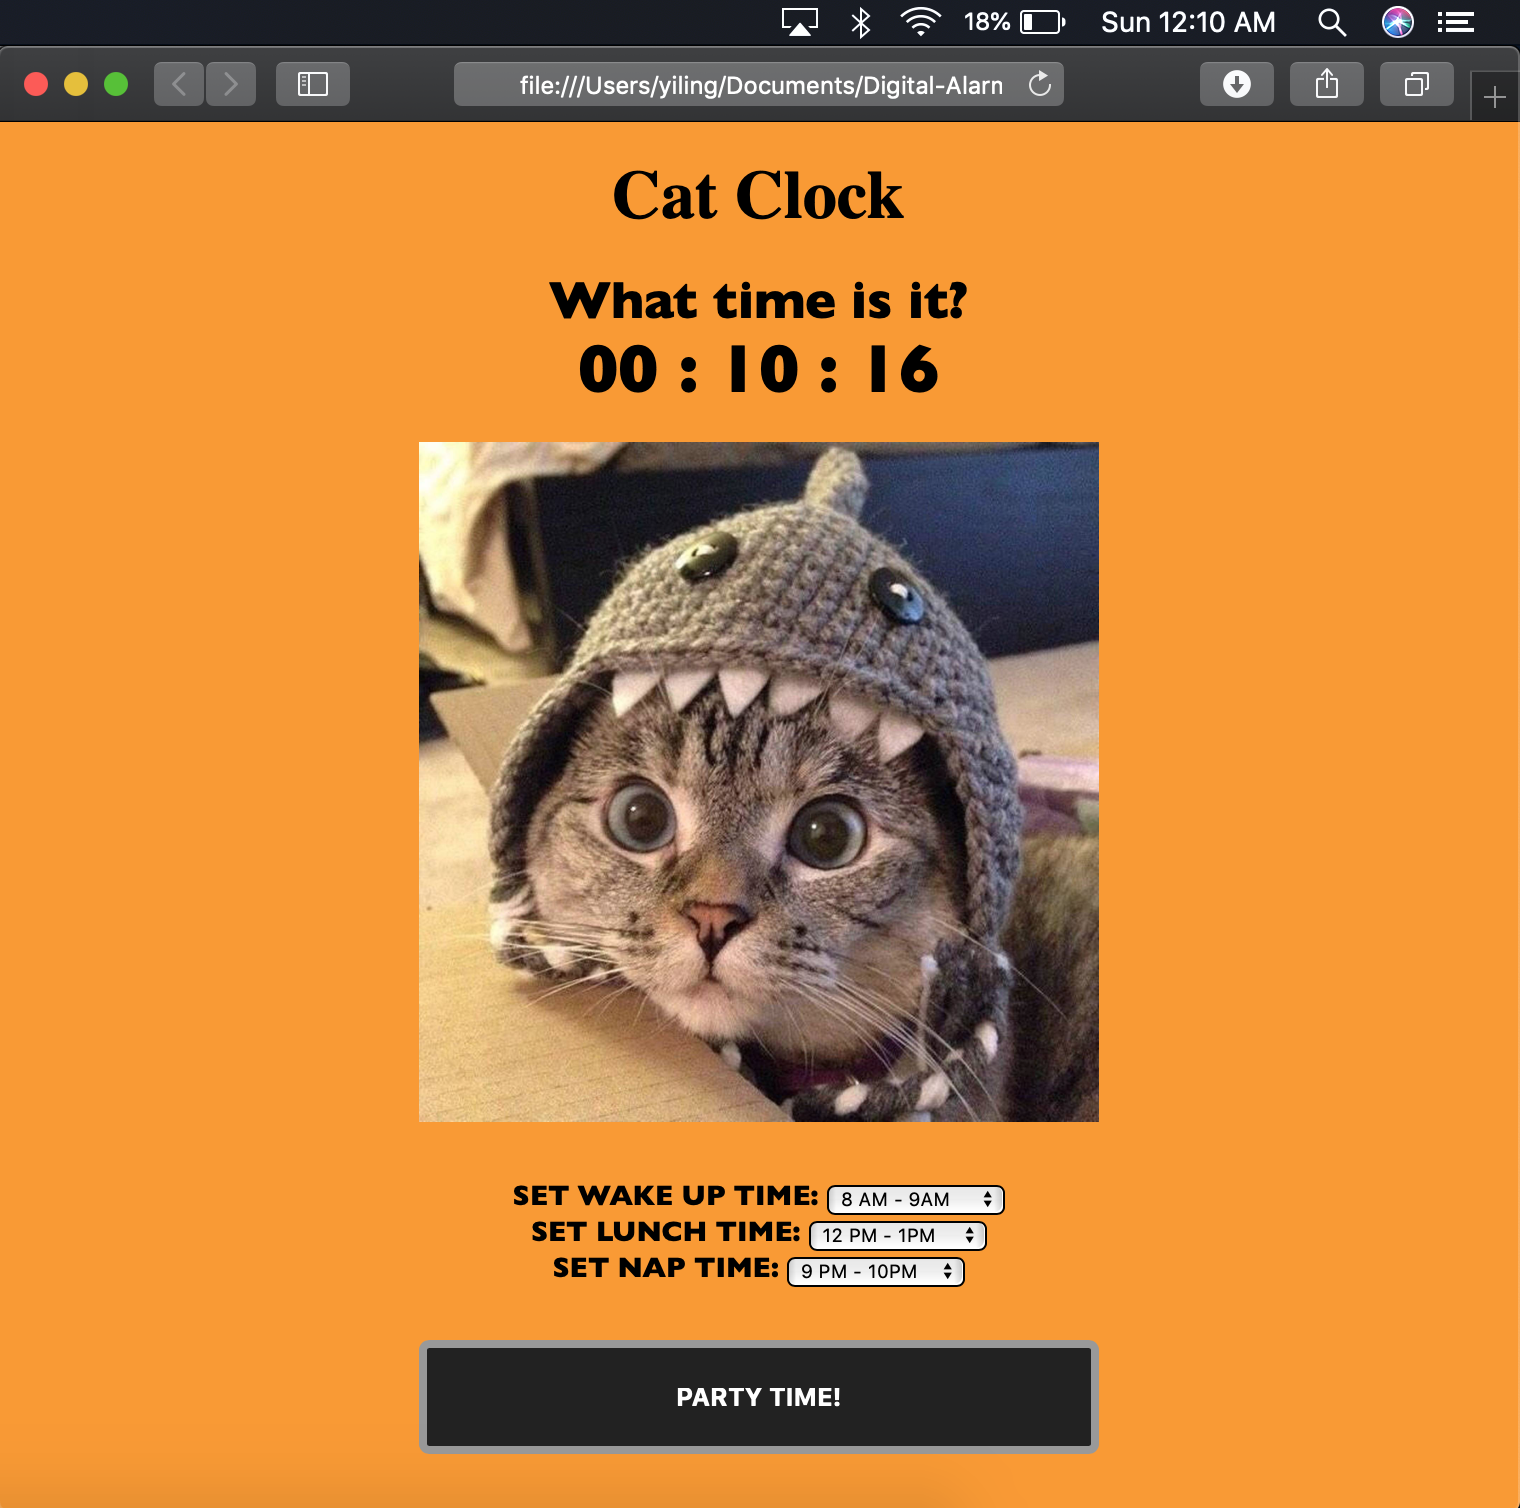 18% Sun 12:10 AM
file:///Users/yiling/Documents/Digital-Alarn
Cat Clock
What time is it?
00 : 10 : 16
SET WAKE UP TIME: 8 AM - 9AM
SET LUNCH TIME: 12 PM - 1PM
SET NAP TIME: 9 PM - 10PM
PARTY TIME!